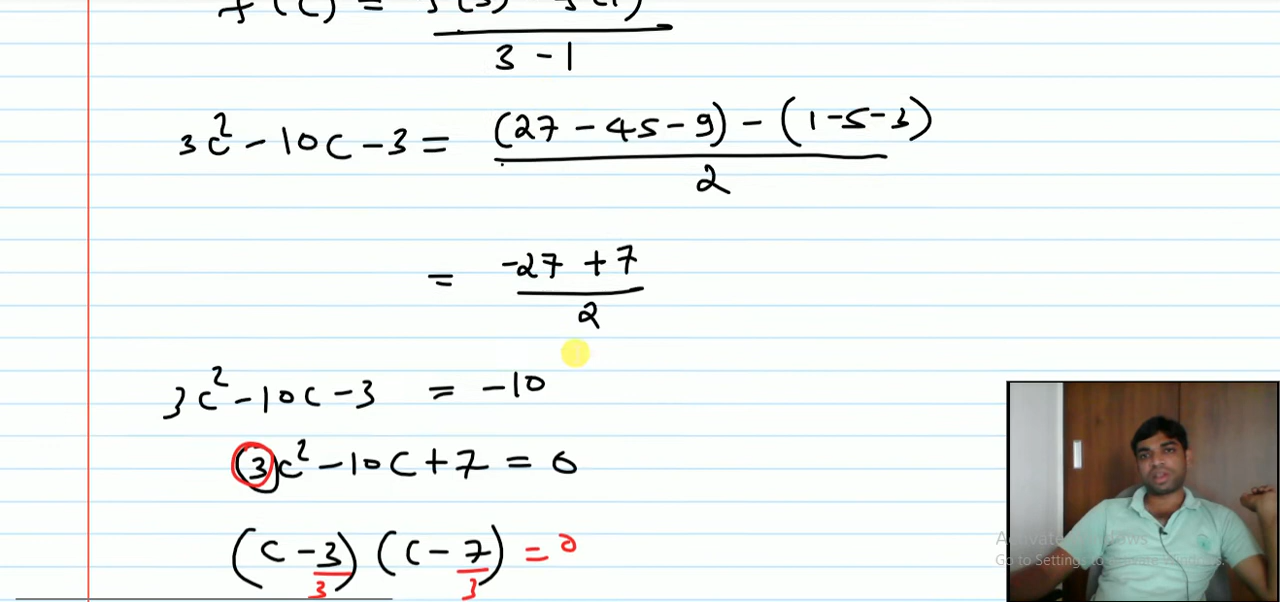 3 - 1
3c² - 10c - 3 = (27 - 45 - 9) - (1 - 5 - 3)
2
= -27 + 7
2
3c² - 10c - 3 = -10
3c² - 10c + 7 = 0
(c - 3/3) (c - 7/3) = 0